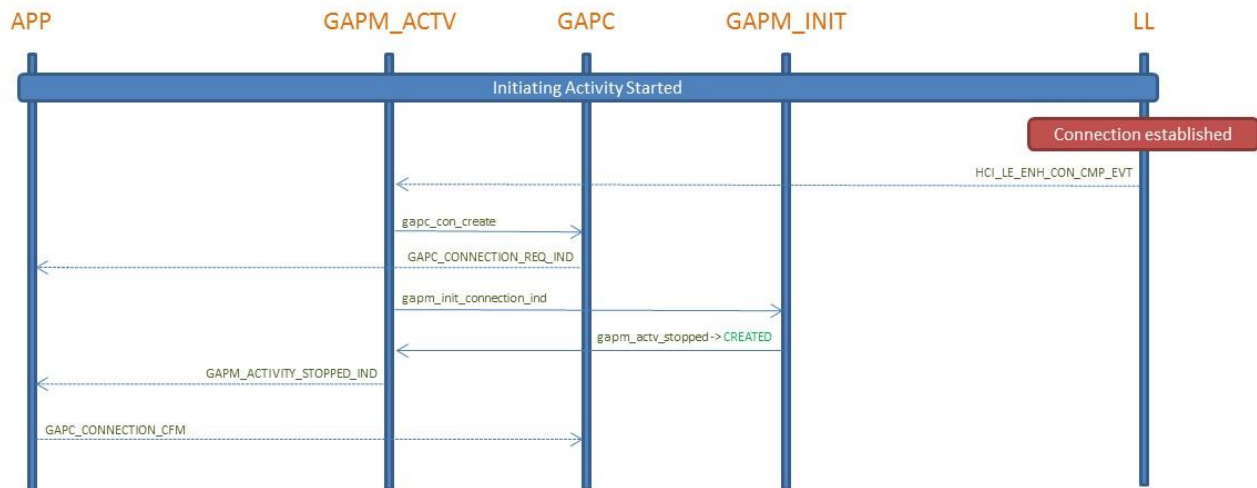 APP GAPM_ACTV GAPC GAPM_INIT LL
Initiating Activity Started
Connection established
HCI_LE_ENH_CON_CMP_EVT
gapc_con_create
GAPC_CONNECTION_REQ_IND
gapm_init_connection_ind
gapm_actv_stopped -> CREATED
GAPM_ACTIVITY_STOPPED_IND
GAPC_CONNECTION_CFM